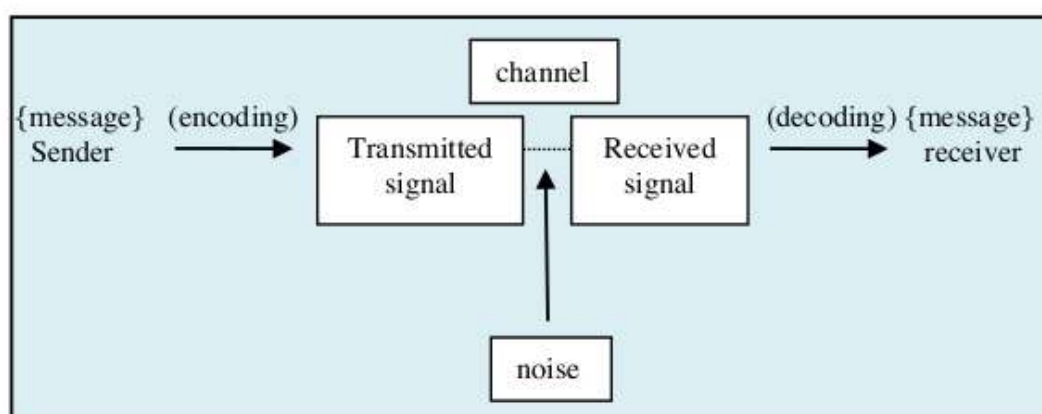 channel
{message} (encoding)
Sender
Transmitted
signal
Received
signal
(decoding) {message}
receiver
noise